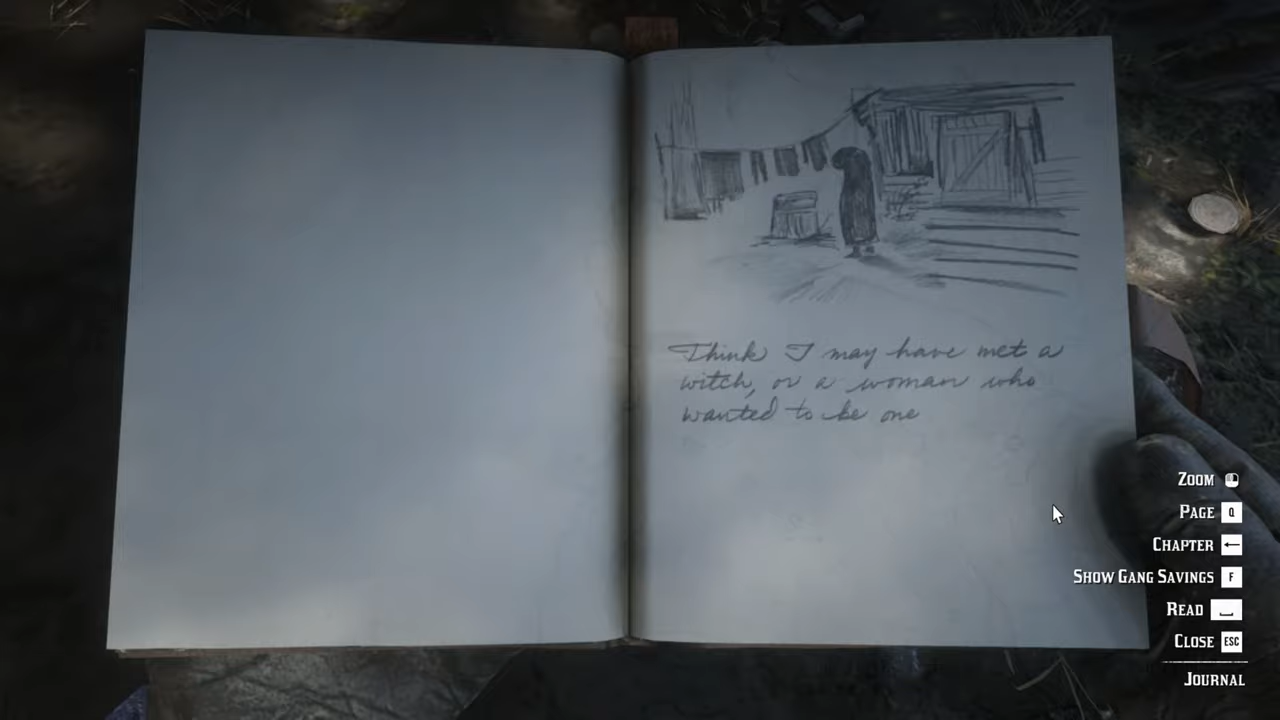 Think I may have met a
witch, or a woman who
wanted to be one
ZOOM
PAGE Q
CHAPTER ←
SHOW GANG SAVINGS F
READ
CLOSE ESC
JOURNAL